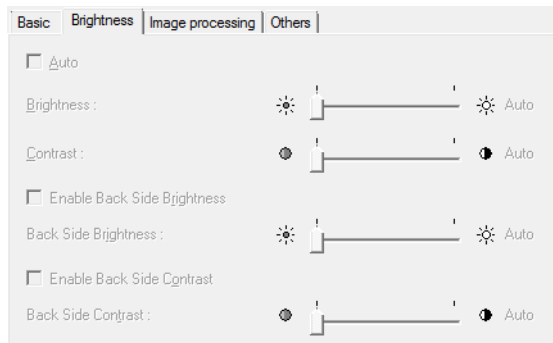 Basic Brightness Image processing Others
Auto
Brightness : Auto
Contrast : Auto
Enable Back Side Brightness
Back Side Brightness : Auto
Enable Back Side Contrast
Back Side Contrast : Auto